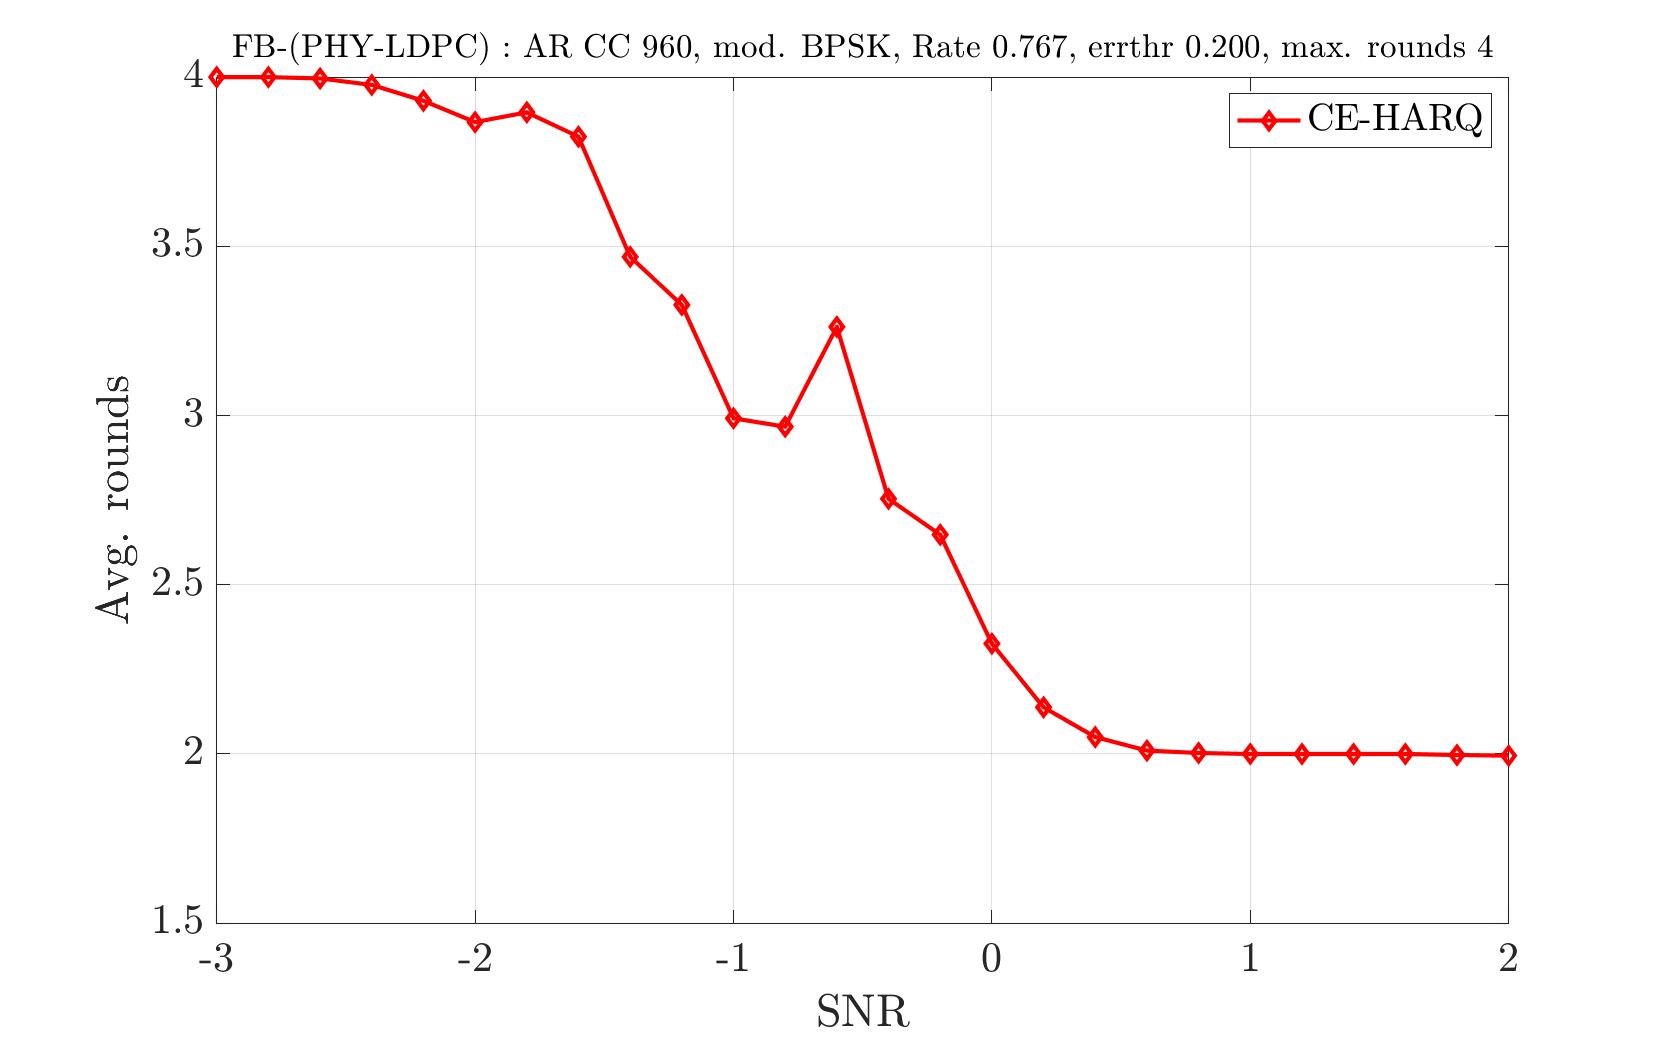 FB-(PHY-LDPC) : AR CC 960, mod. BPSK, Rate 0.767, errthr 0.200, max. rounds 4
CE-HARQ
4
3.5
3
2.5
2
1.5
Avg. rounds
-3 -2 -1 0 1 2
SNR